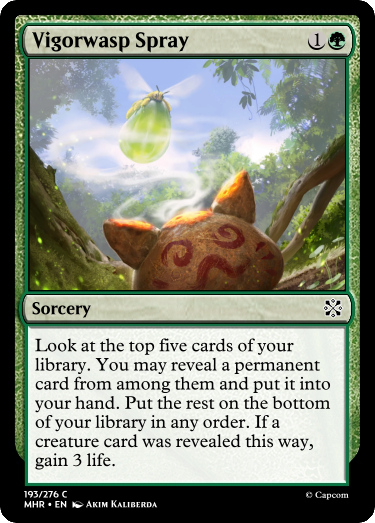 Vigorwasp Spray 1
Sorcery
Look at the top five cards of your
library. You may reveal a permanent
card from among them and put it into
your hand. Put the rest on the bottom
of your library in any order. If a
creature card was revealed this way,
gain 3 life.
193/276 C
MHR • EN Akim Kaliberda
© Capcom